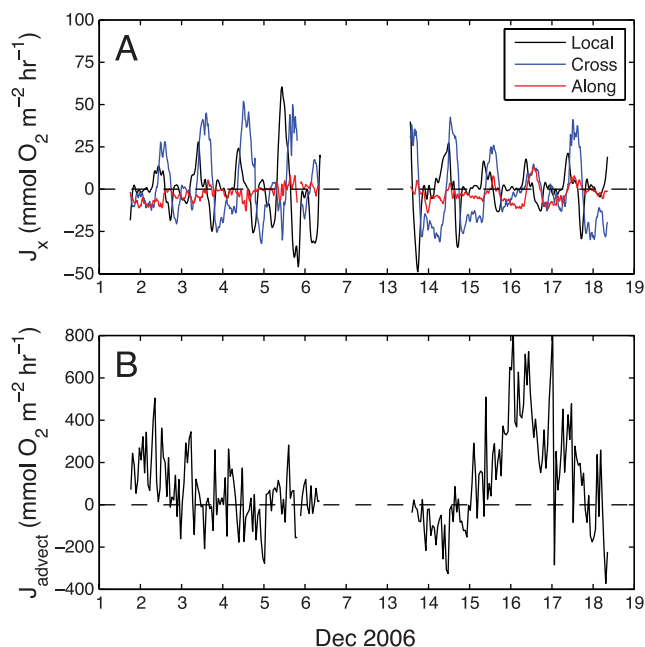 A
Local
Cross
Along
J_x (mmol O_2 m^−2 hr^−1)
100
75
50
25
0
−25
−50
1 2 3 4 5 6 7 13 14 15 16 17 18 19
B
J_advect (mmol O_2 m^−2 hr^−1)
800
600
400
200
0
−200
−400
1 2 3 4 5 6 7 13 14 15 16 17 18 19
Dec 2006